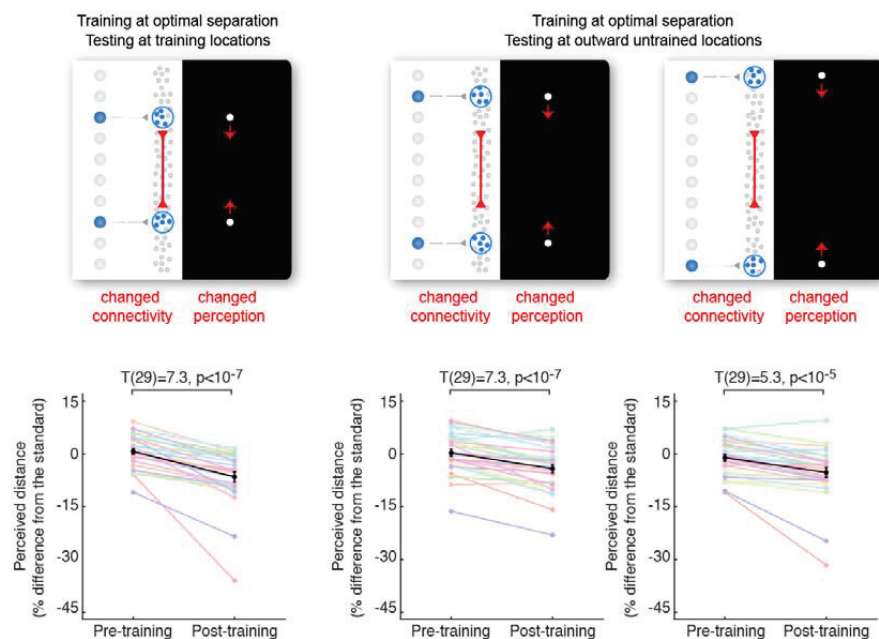 Training at optimal separation
Testing at training locations
Training at optimal separation
Testing at outward untrained locations
changed connectivity
changed perception
changed connectivity
changed perception
changed connectivity
changed perception
T(29)=7.3, p<10-7
Perceived distance
(% difference from the standard)
15
0
-15
-30
-45
Pre-training
Post-training
T(29)=7.3, p<10-7
Perceived distance
(% difference from the standard)
15
0
-15
-30
-45
Pre-training
Post-training
T(29)=5.3, p<10-5
Perceived distance
(% difference from the standard)
15
0
-15
-30
-45
Pre-training
Post-training